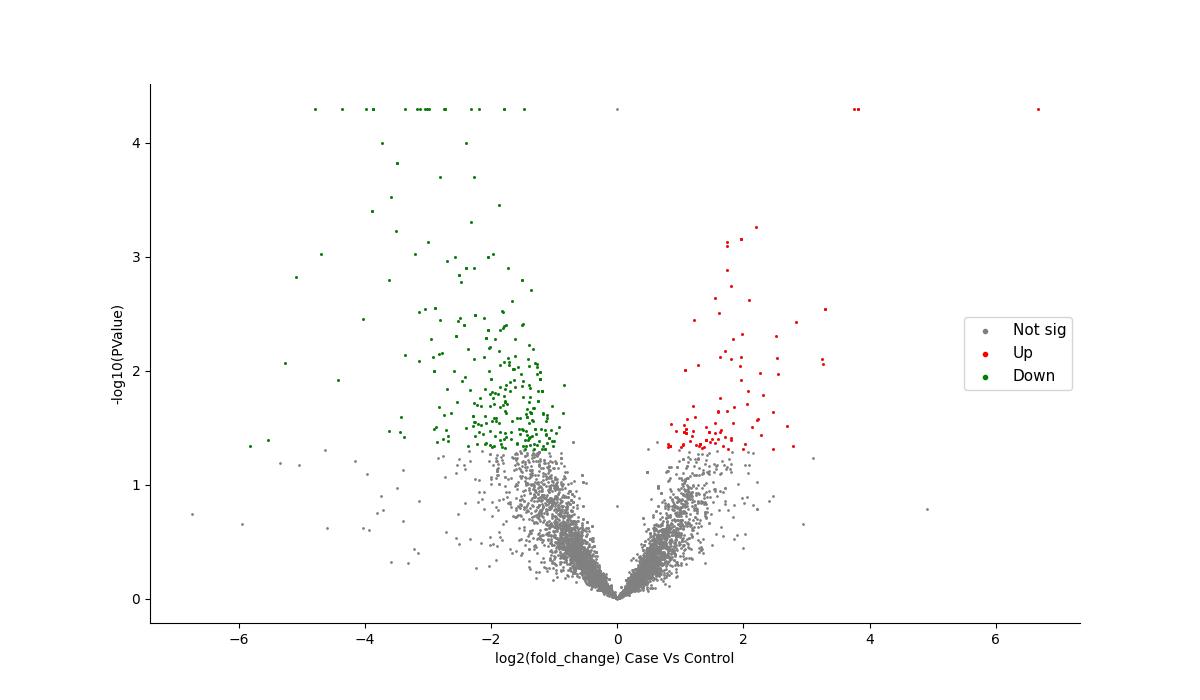 4
3
2
1
0
-log10(PValue)
Not sig
Up
Down
−6 −4 −2 0 2 4 6
log2(fold_change) Case Vs Control